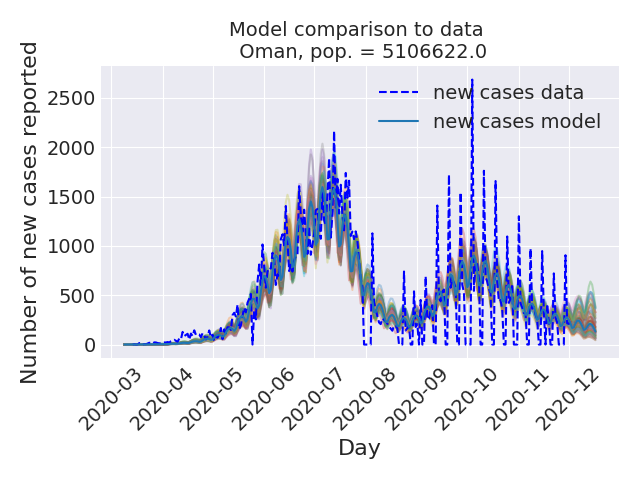 Model comparison to data
Oman, pop. = 5106622.0
Number of new cases reported
2500
2000
1500
1000
500
0
new cases data
new cases model
2020-03
2020-04
2020-05
2020-06
2020-07
2020-08
2020-09
2020-10
2020-11
2020-12
Day